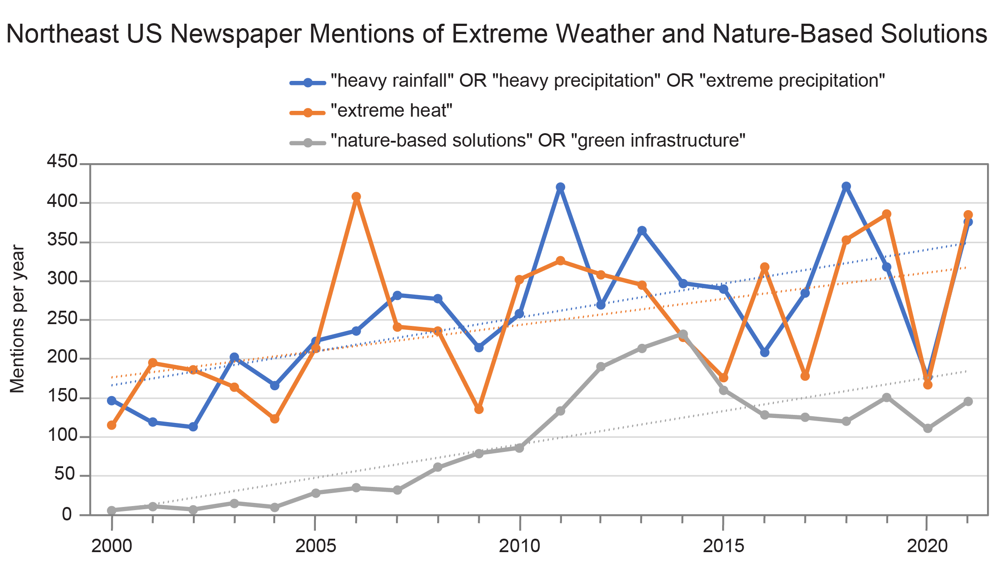 Northeast US Newspaper Mentions of Extreme Weather and Nature-Based Solutions
"heavy rainfall" OR "heavy precipitation" OR "extreme precipitation"
"extreme heat"
"nature-based solutions" OR "green infrastructure"
Mentions per year
450
400
350
300
250
200
150
100
50
0
2000 2005 2010 2015 2020